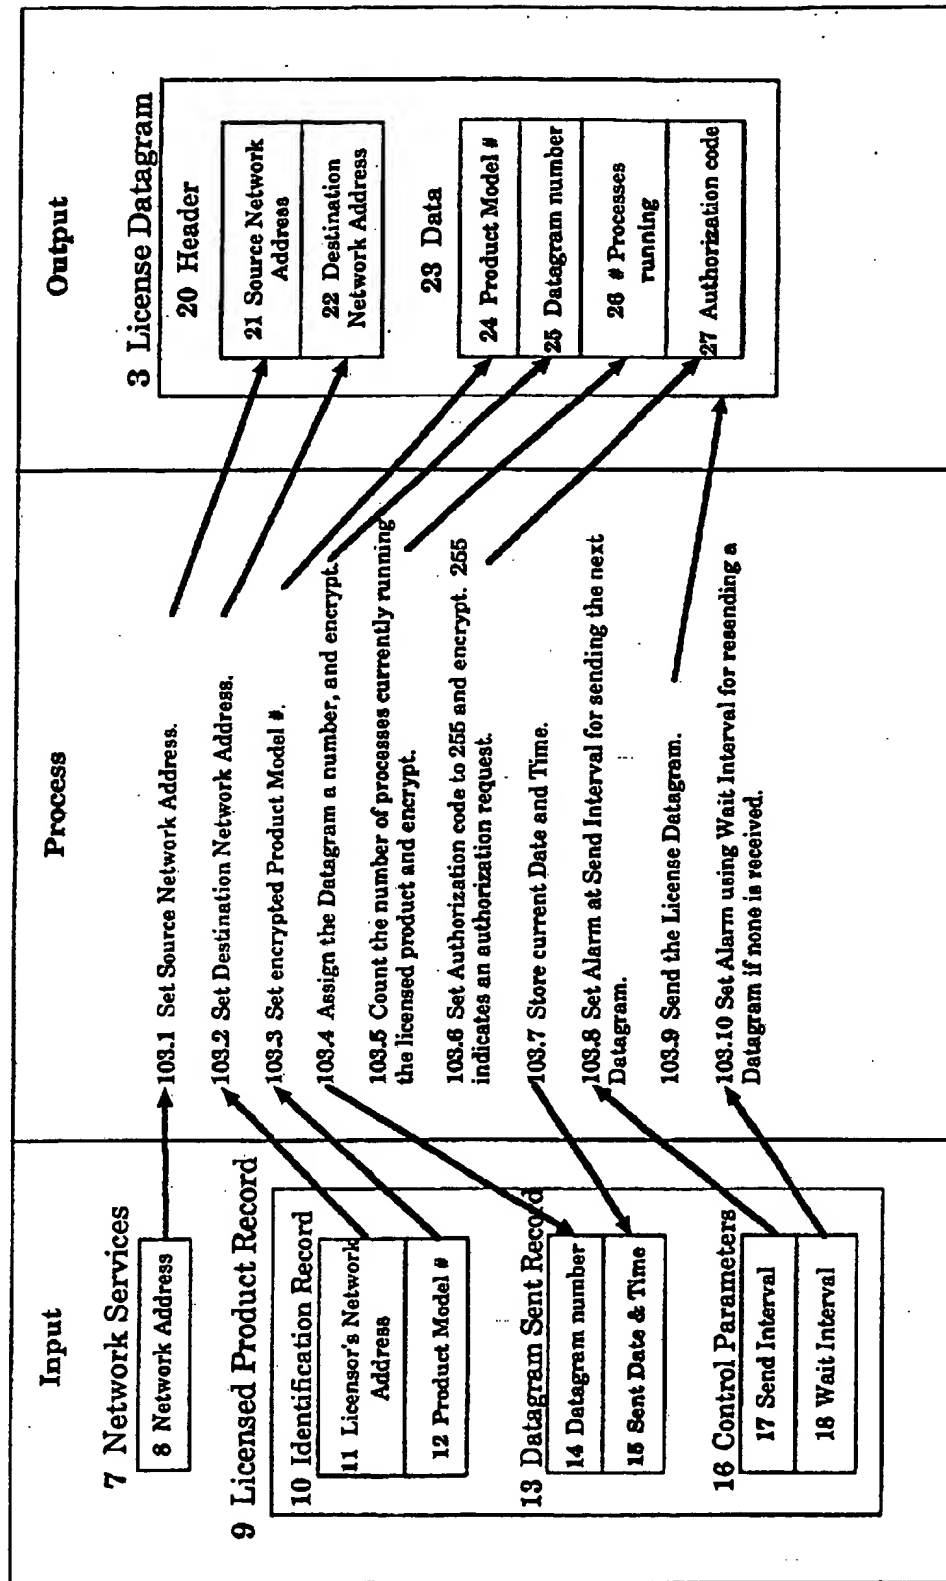 Input
7 Network Services
8 Network Address
9 Licensed Product Record
10 Identification Record
11 Licensor's Network
Address
12 Product Model #
13 Datagram Sent Record
14 Datagram number
15 Sent Date & Time
16 Control Parameters
17 Send Interval
18 Wait Interval
Process
103.1 Set Source Network Address.
103.2 Set Destination Network Address.
103.3 Set encrypted Product Model #.
103.4 Assign the Datagram a number, and encrypt.
103.5 Count the number of processes currently running
the licensed product and encrypt.
103.6 Set Authorization code to 255 and encrypt. 255
indicates an authorization request.
103.7 Store current Date and Time.
103.8 Set Alarm at Send Interval for sending the next
Datagram.
103.9 Send the License Datagram.
103.10 Set Alarm using Wait Interval for resending a
Datagram if none is received.
Output
3 License Datagram
20 Header
21 Source Network
Address
22 Destination
Network Address
23 Data
24 Product Model #
25 Datagram number
26 # Processes
running
27 Authorization code